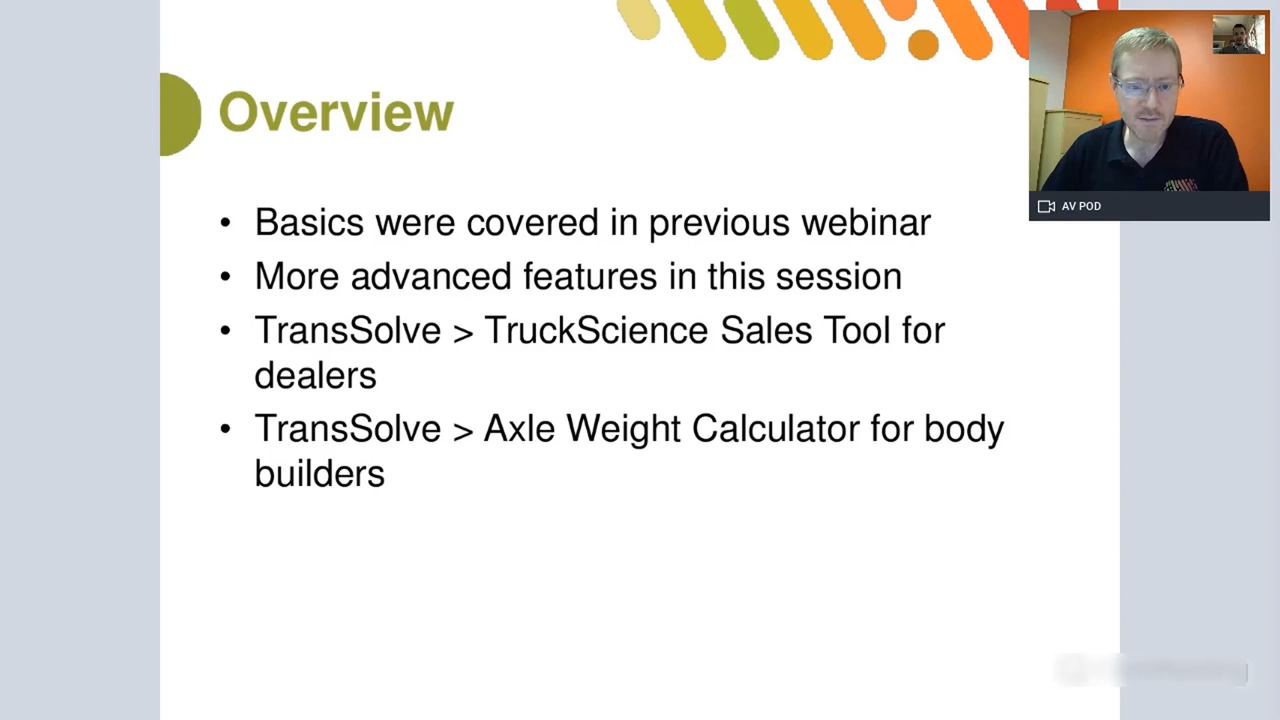 Overview
• Basics were covered in previous webinar
• More advanced features in this session
• TransSolve > TruckScience Sales Tool for
dealers
• TransSolve > Axle Weight Calculator for body
builders
AV POD